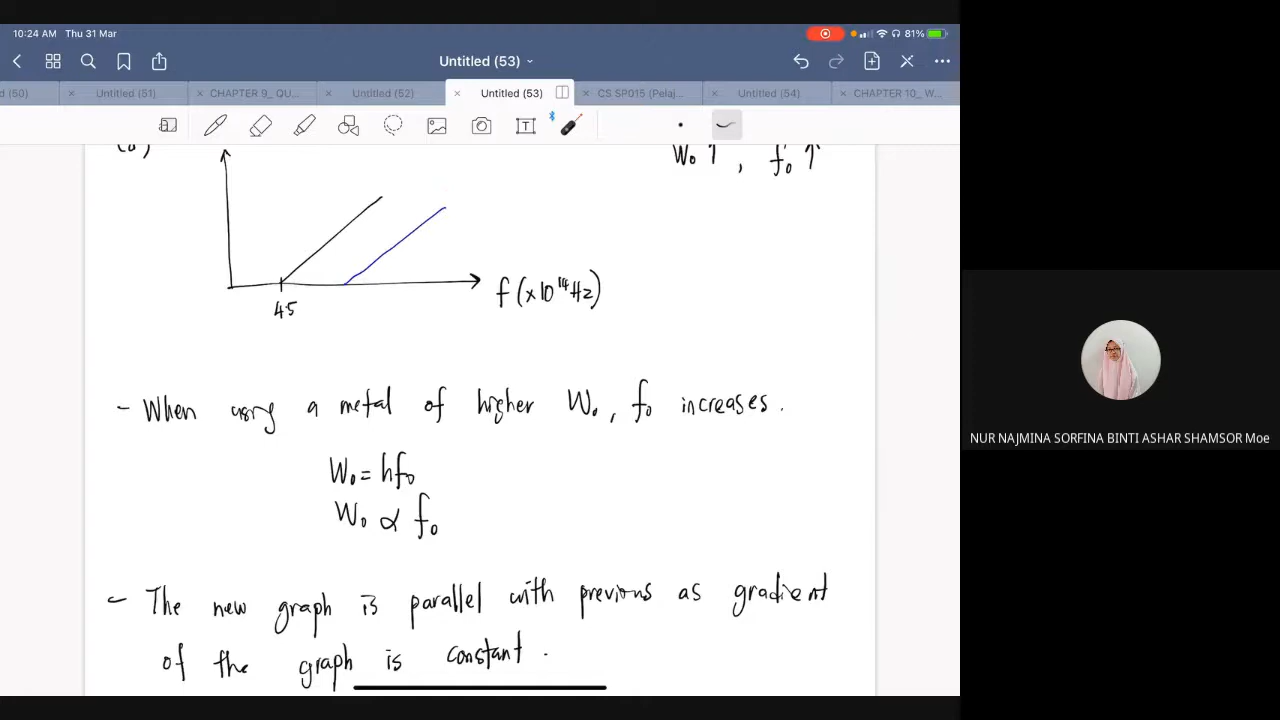 10:24 AM Thu 31 Mar
81%
Untitled (53)
d (50)
Untitled (51)
CHAPTER 9_ QU...
Untitled (52)
Untitled (53)
CS SP015 (Pelaj...
Untitled (54)
CHAPTER 10_ W...
W₀ ↑ , f₀ ↑
f (×10¹⁴Hz)
45
- When using a metal of higher W₀, f₀ increases.
W₀ = hf₀
W₀ α f₀
- The new graph is parallel with previous as gradient
of the graph is constant.
NUR NAJMINA SORFINA BINTI ASHAR SHAMSOR Moe